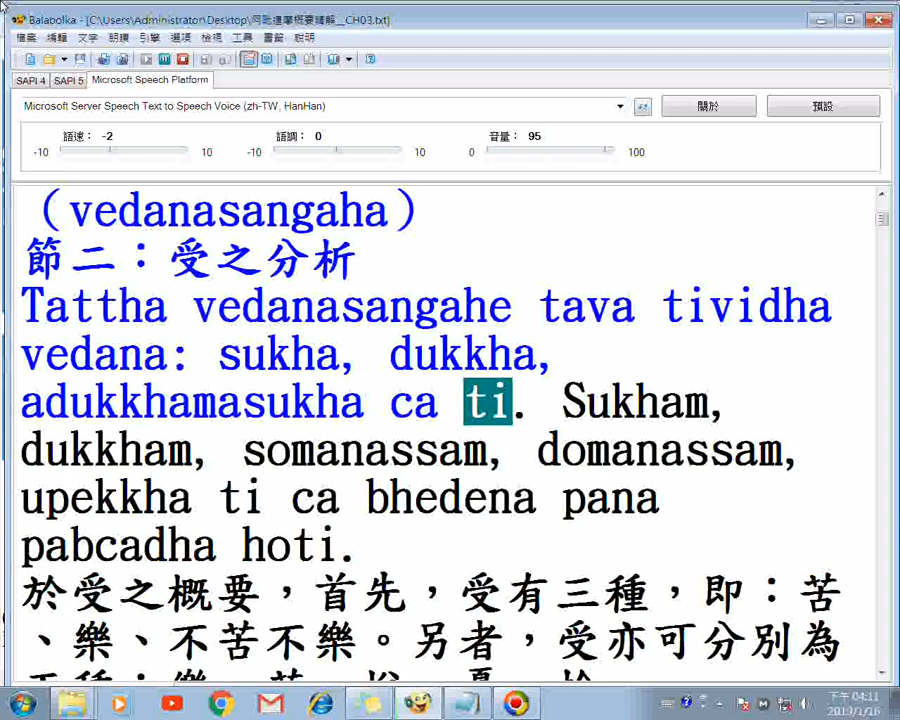 Balabolka - [C:\Users\Administrator\Desktop\阿毗達摩概要精解__CH03.txt]
檔案 編輯 文字 朗讀 引擎 選項 檢視 工具 書籤 說明
SAPI 4 SAPI 5 Microsoft Speech Platform
Microsoft Server Speech Text to Speech Voice (zh-TW, HanHan) 關於 預設
語速： -2 語調： 0 音量： 95
-10 10 -10 10 0 100
（vedanasangaha）
節二：受之分析
Tattha vedanasangahe tava tividha
vedana: sukha, dukkha,
adukkhamasukha ca ti. Sukham,
dukkham, somanassam, domanassam,
upekkha ti ca bhedena pana
pabcadha hoti.
於受之概要，首先，受有三種，即：苦
、樂、不苦不樂。另者，受亦可分別為
下午 04:11
2019/1/16